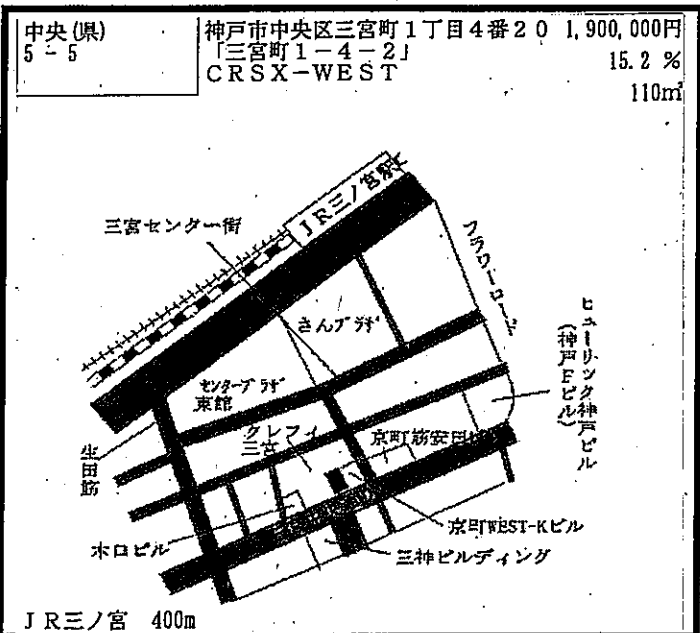 中央(県)
5-5
神戸市中央区三宮町1丁目4番20 1,900,000円
「三宮町1-4-2」
15.2 %
CRSX-WEST
110㎡
JR三ノ宮駅
三宮センター街
フラワーロード
さんプラザ
ヒューリック神戸ビル
(神戸Fビル)
センタープラザ
東館
クレフィ
三宮
京町筋安田
生田筋
京町WEST-Kビル
木口ビル
三神ビルディング
JR三ノ宮 400m